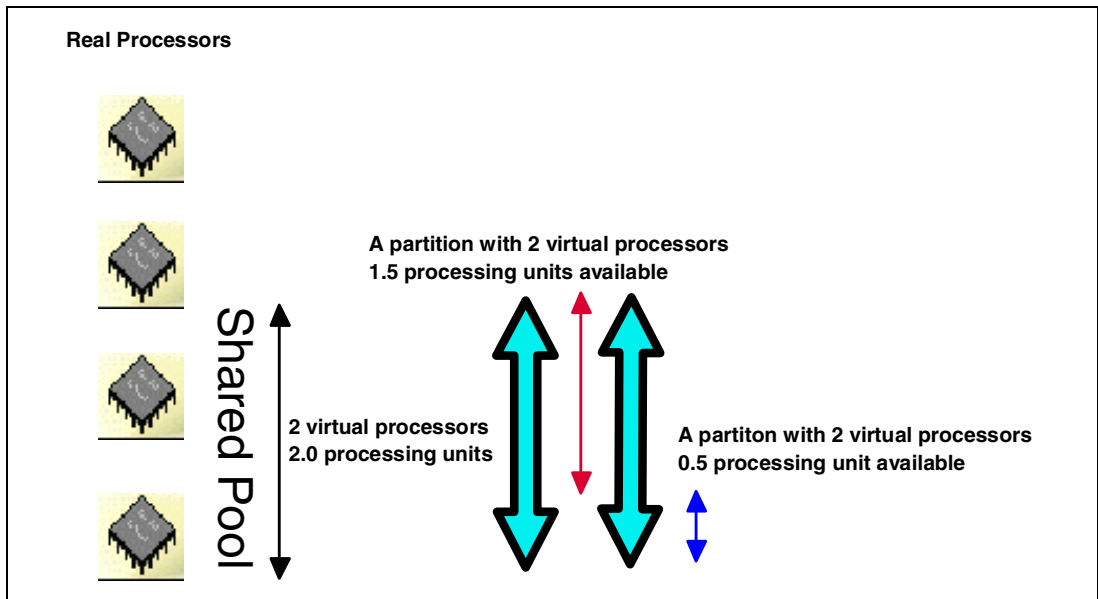 Real Processors
A partition with 2 virtual processors
1.5 processing units available
Shared Pool
2 virtual processors
2.0 processing units
A partiton with 2 virtual processors
0.5 processing unit available